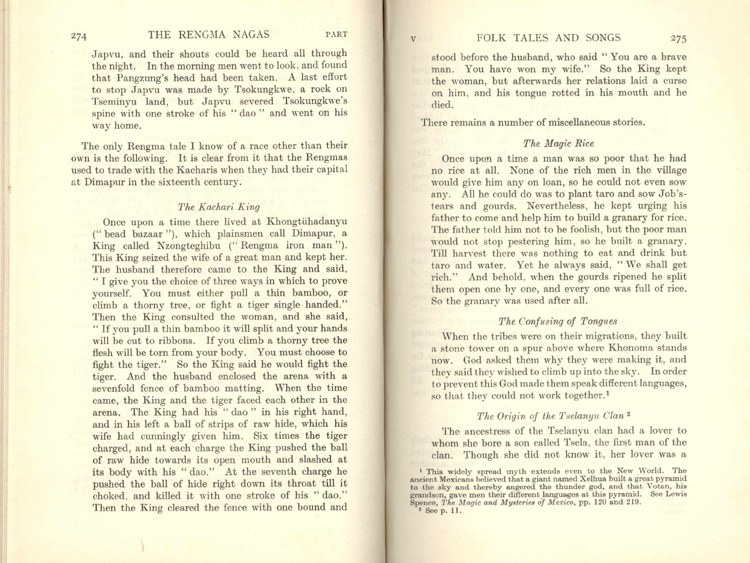 274 THE RENGMA NAGAS PART
Japvu, and their shouts could be heard all through
the night. In the morning men went to look, and found
that Pangzung's head had been taken. A last effort
to stop Japvu was made by Tsokungkwe, a rock on
Tseminyu land, but Japvu severed Tsokungkwe's
spine with one stroke of his " dao " and went on his
way home.
The only Rengma tale I know of a race other than their
own is the following. It is clear from it that the Rengmas
used to trade with the Kacharis when they had their capital
at Dimapur in the sixteenth century.
The Kachari King
Once upon a time there lived at Khongtühadanyu
(" bead bazaar "), which plainsmen call Dimapur, a
King called Nzongteghibu (" Rengma iron man ").
This King seized the wife of a great man and kept her.
The husband therefore came to the King and said,
" I give you the choice of three ways in which to prove
yourself. You must either pull a thin bamboo, or
climb a thorny tree, or fight a tiger single handed."
Then the King consulted the woman, and she said,
" If you pull a thin bamboo it will split and your hands
will be cut to ribbons. If you climb a thorny tree the
flesh will be torn from your body. You must choose to
fight the tiger." So the King said he would fight the
tiger. And the husband enclosed the arena with a
sevenfold fence of bamboo matting. When the time
came, the King and the tiger faced each other in the
arena. The King had his " dao " in his right hand,
and in his left a ball of strips of raw hide, which his
wife had cunningly given him. Six times the tiger
charged, and at each charge the King pushed the ball
of raw hide towards its open mouth and slashed at
its body with his " dao." At the seventh charge he
pushed the ball of hide right down its throat till it
choked, and killed it with one stroke of his " dao."
Then the King cleared the fence with one bound and
V FOLK TALES AND SONGS 275
stood before the husband, who said " You are a brave
man. You have won my wife." So the King kept
the woman, but afterwards her relations laid a curse
on him, and his tongue rotted in his mouth and he
died.
There remains a number of miscellaneous stories.
The Magic Rice
Once upon a time a man was so poor that he had
no rice at all. None of the rich men in the village
would give him any on loan, so he could not even sow
any. All he could do was to plant taro and sow Job's-
tears and gourds. Nevertheless, he kept urging his
father to come and help him to build a granary for rice.
The father told him not to be foolish, but the poor man
would not stop pestering him, so he built a granary.
Till harvest there was nothing to eat and drink but
taro and water. Yet he always said, " We shall get
rich." And behold, when the gourds ripened he split
them open one by one, and every one was full of rice.
So the granary was used after all.
The Confusing of Tongues
When the tribes were on their migrations, they built
a stone tower on a spur above where Khonoma stands
now. God asked them why they were making it, and
they said they wished to climb up into the sky. In order
to prevent this God made them speak different languages,
so that they could not work together.¹
The Origin of the Tselanyu Clan ²
The ancestress of the Tselanyu clan had a lover to
whom she bore a son called Tsela, the first man of the
clan. Though she did not know it, her lover was a
¹ This widely spread myth extends even to the New World. The
ancient Mexicans believed that a giant named Xelhua built a great pyramid
to the sky and thereby angered the thunder god, and that Votan, his
grandson, gave men their different languages at this pyramid. See Lewis
Spence, The Magic and Mysteries of Mexico, pp. 120 and 219.
² See p. 11.